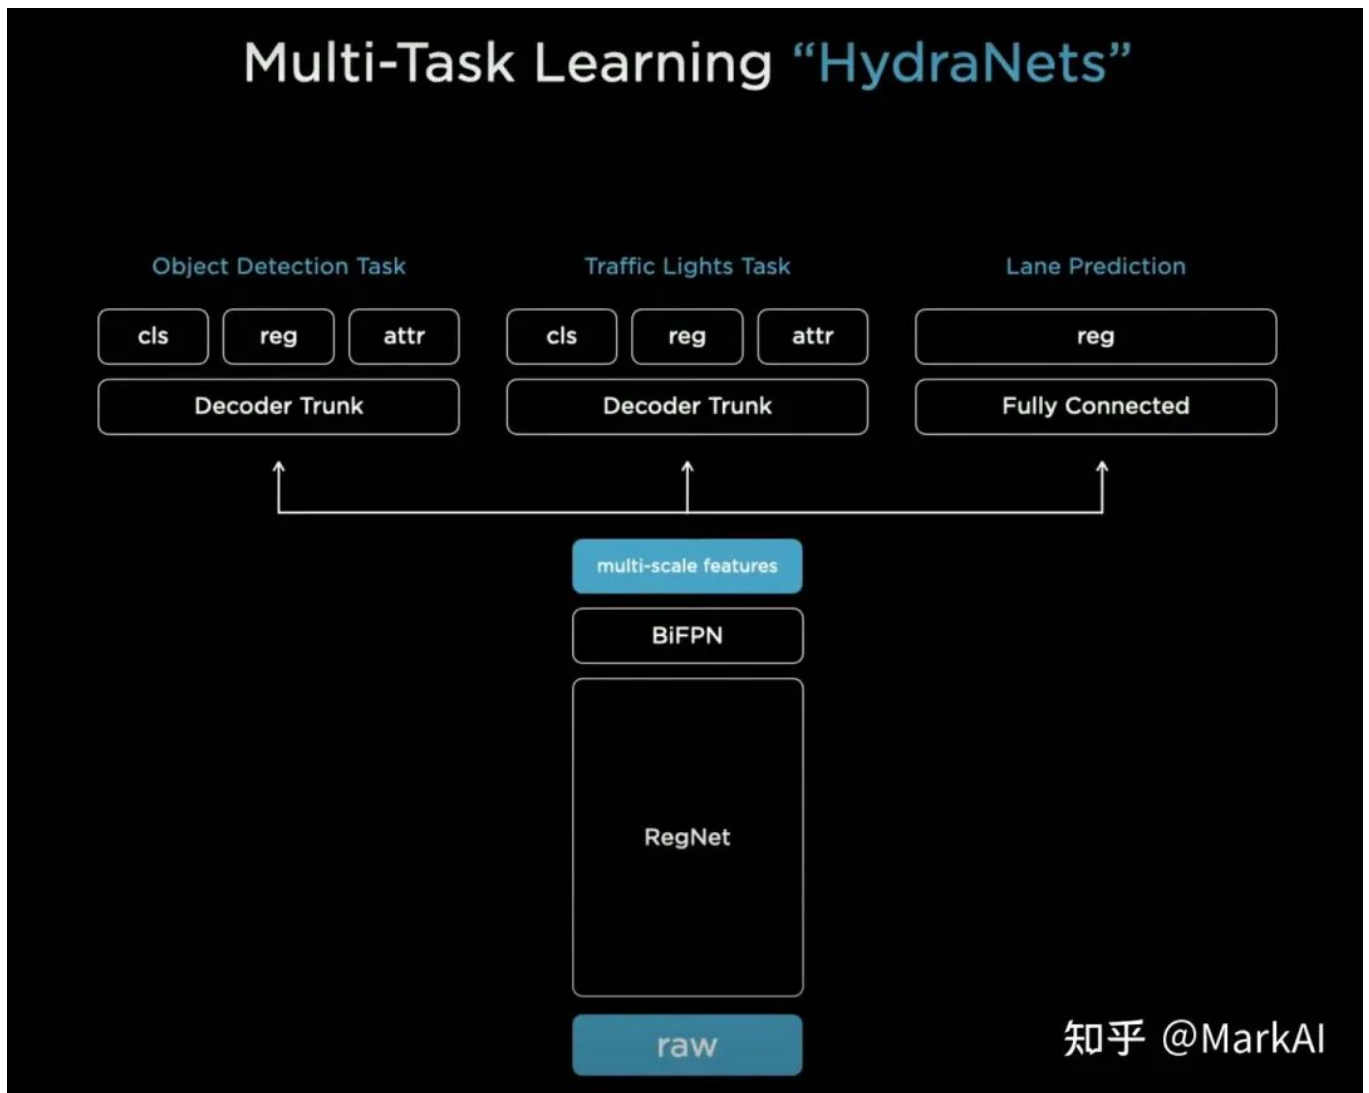 Multi-Task Learning “HydraNets”
Object Detection Task
cls reg attr
Decoder Trunk
Traffic Lights Task
cls reg attr
Decoder Trunk
Lane Prediction
reg
Fully Connected
multi-scale features
BiFPN
RegNet
raw
知乎 @MarkAI